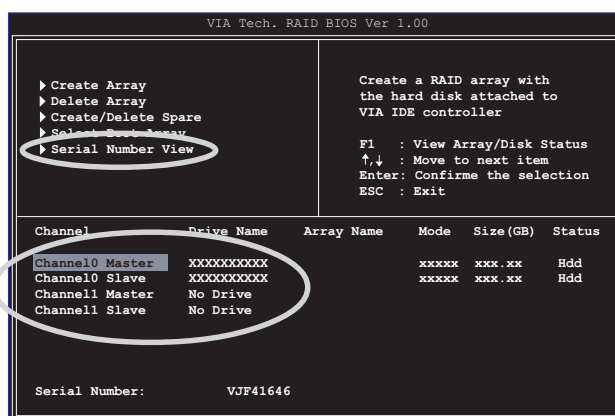 VIA Tech. RAID BIOS Ver 1.00
Create Array
Delete Array
Create/Delete Spare
Select Boot Array
Serial Number View
Create a RAID array with
the hard disk attached to
VIA IDE controller
F1 : View Array/Disk Status
↑,↓ : Move to next item
Enter: Confirme the selection
ESC : Exit
Channel Drive Name Array Name Mode Size(GB) Status
Channel0 Master XXXXXXXXXX xxxxx xxx.xx Hdd
Channel0 Slave XXXXXXXXXX xxxxx xxx.xx Hdd
Channel1 Master No Drive
Channel1 Slave No Drive
Serial Number: VJF41646